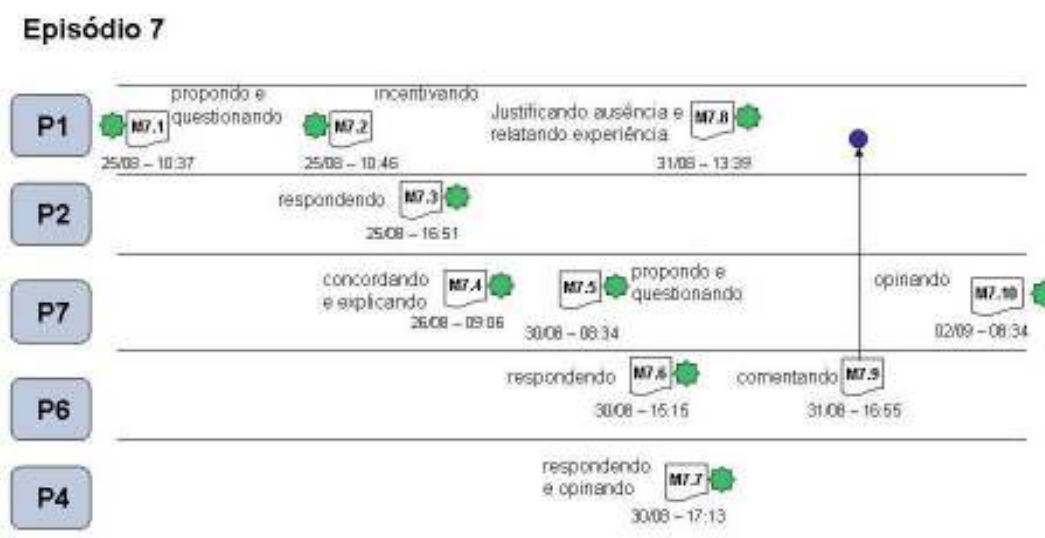 Episódio 7
P1
propondo e
questionando
M7.1
25/08 – 10:37
incentivando
M7.2
25/08 – 10:46
Justificando ausência e
relatando experiência
M7.8
31/08 – 13:39
P2
respondendo
M7.3
25/08 – 16:51
P7
concordando
e explicando
M7.4
26/08 – 09:06
M7.5
propondo e
questionando
30/08 – 08:34
opinando
M7.10
02/09 – 08:34
P6
respondendo
M7.6
30/08 – 15:15
comentando
M7.9
31/08 – 16:55
P4
respondendo
e opinando
M7.7
30/08 – 17:13